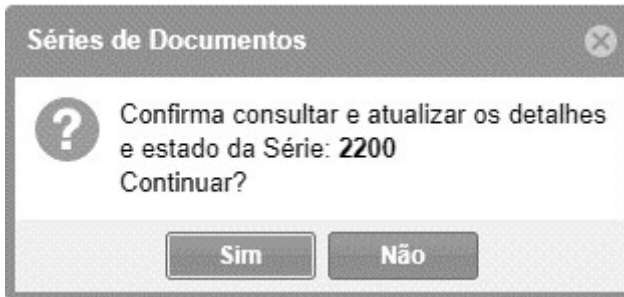 Séries de Documentos
?
Confirma consultar e atualizar os detalhes
e estado da Série: 2200
Continuar?
Sim Não